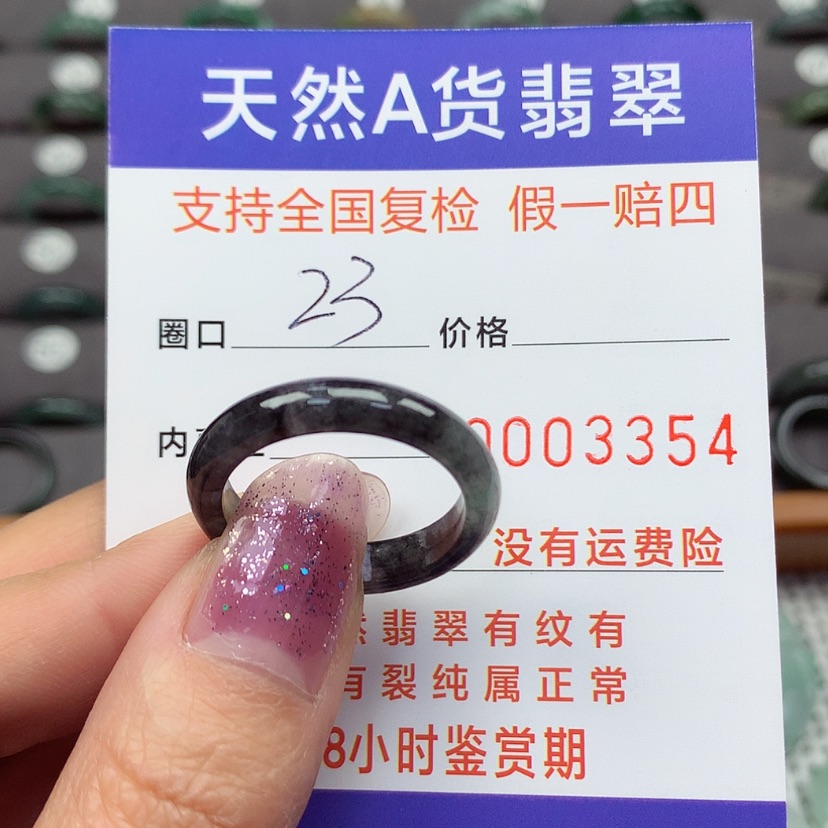 天然A货翡翠
支持全国复检 假一赔四
圈口 23 价格
内 0003354
没有运费险
翡翠有纹有
有裂纯属正常
8小时鉴赏期